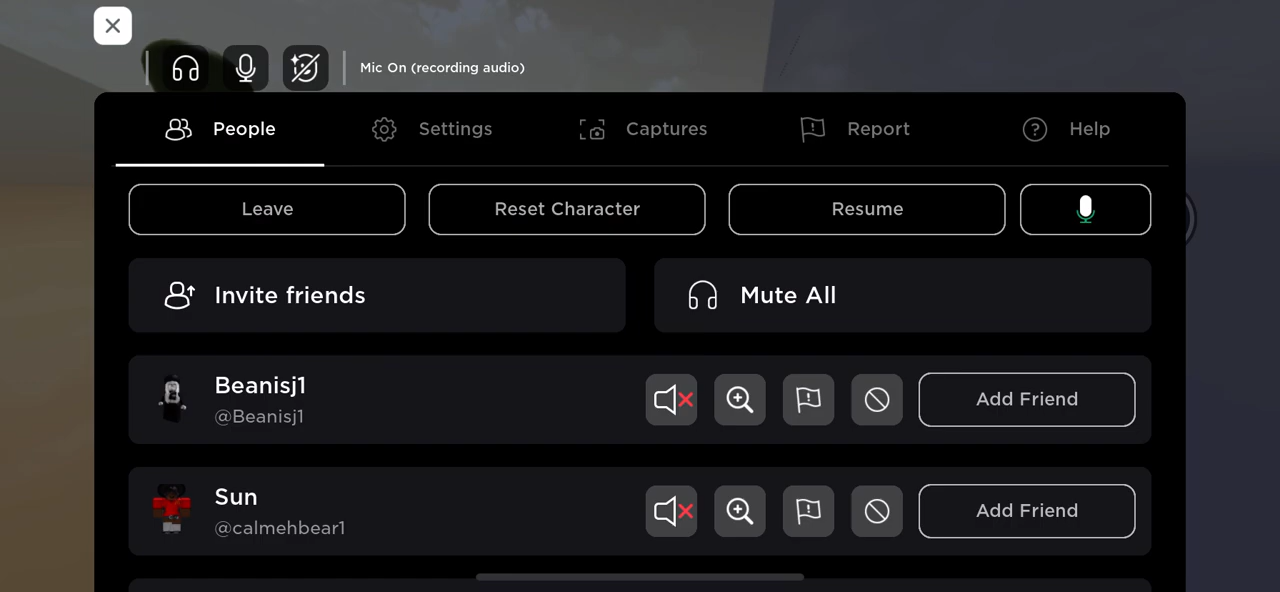 Mic On (recording audio)
People Settings Captures Report Help
Leave Reset Character Resume
Invite friends Mute All
Beanisj1
@Beanisj1
Add Friend
Sun
@calmehbear1
Add Friend